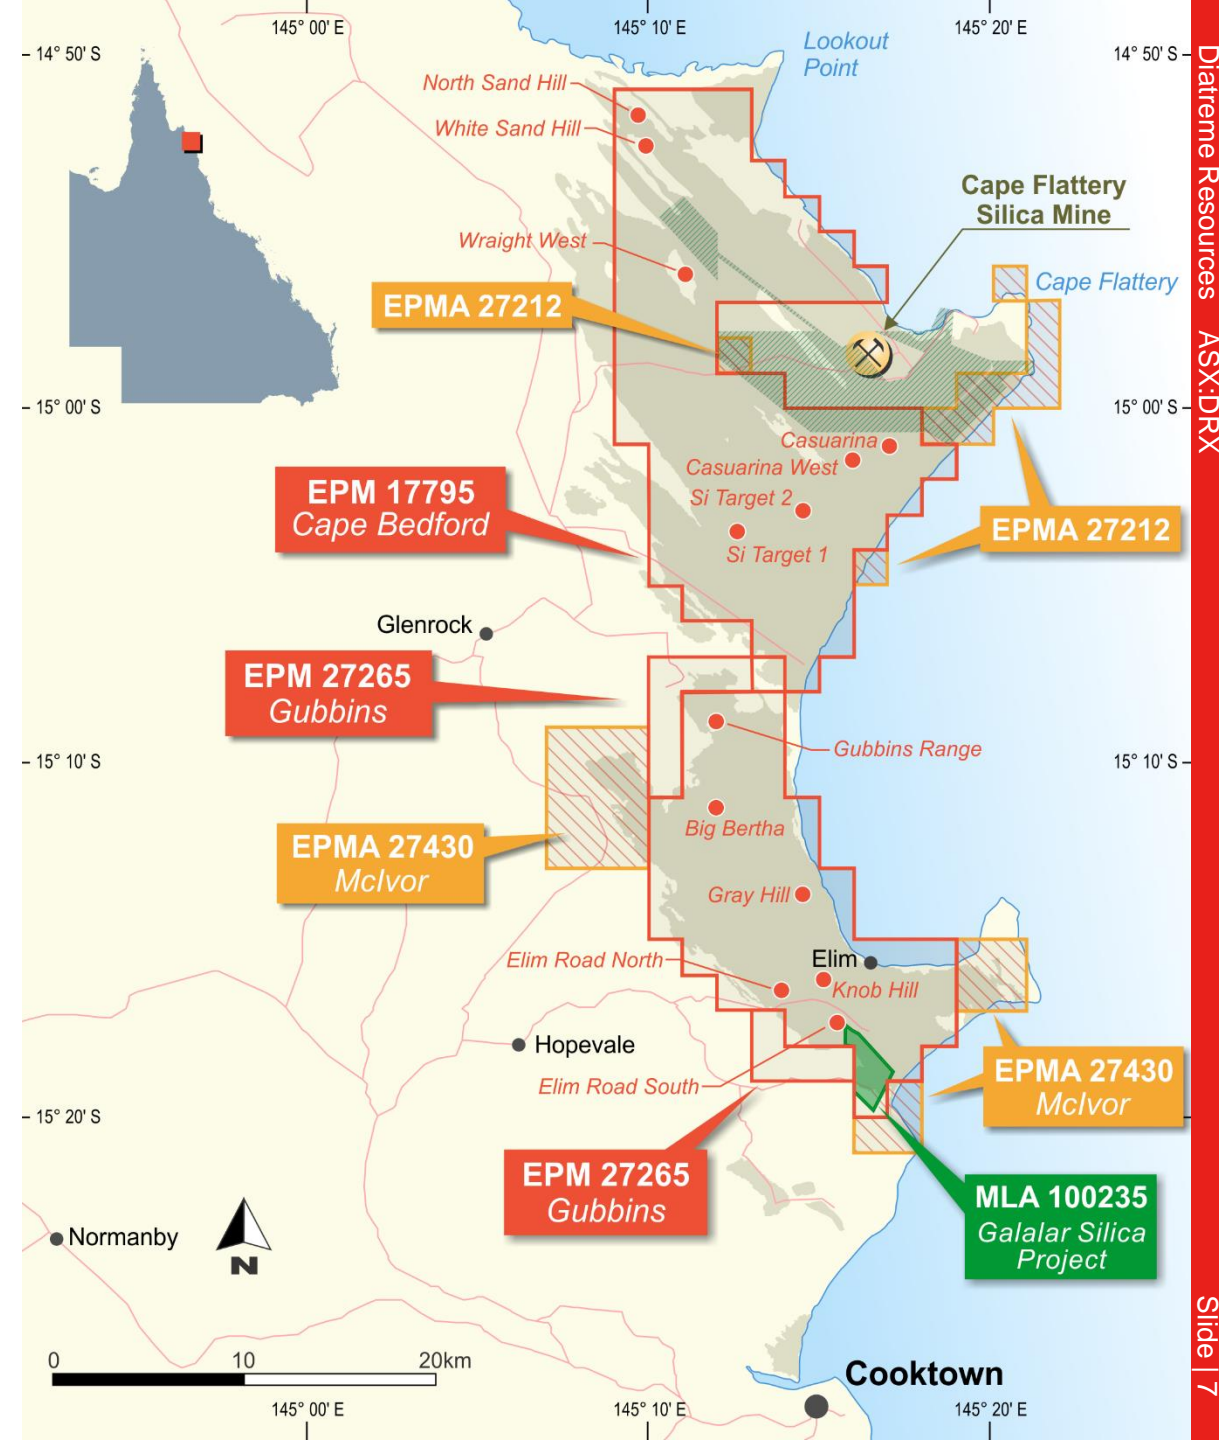 145° 00' E
145° 10' E
145° 20' E
14° 50' S
14° 50' S
Lookout
Point
North Sand Hill
White Sand Hill
Cape Flattery
Silica Mine
Wraight West
Cape Flattery
EPMA 27212
15° 00' S
15° 00' S
Casuarina
Casuarina West
Si Target 2
Si Target 1
EPM 17795
Cape Bedford
EPMA 27212
Glenrock
EPM 27265
Gubbins
Gubbins Range
15° 10' S
15° 10' S
Big Bertha
EPMA 27430
McIvor
Gray Hill
Elim Road North
Elim
Knob Hill
Hopevale
Elim Road South
EPMA 27430
McIvor
15° 20' S
EPM 27265
Gubbins
MLA 100235
Galalar Silica
Project
Normanby
N
0 10 20km
Cooktown
145° 00' E
145° 10' E
145° 20' E
Diatreme Resources ASX:DRX
Slide | 7